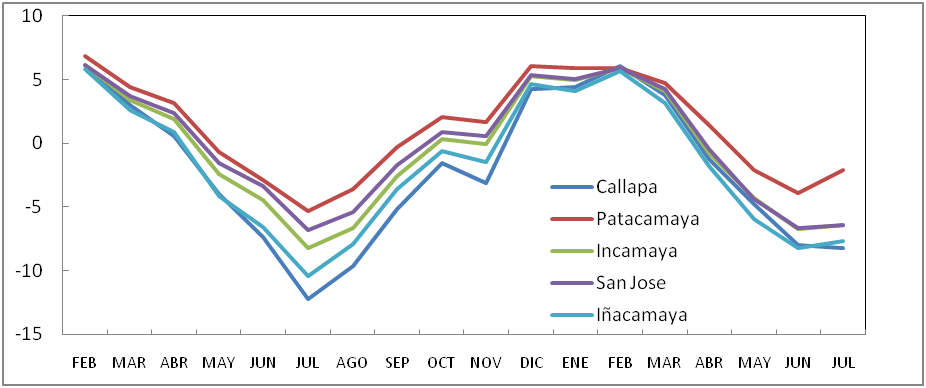 10
5
0
-5
-10
-15
Callapa
Patacamaya
Incamaya
San Jose
Iñacamaya
FEB MAR ABR MAY JUN JUL AGO SEP OCT NOV DIC ENE FEB MAR ABR MAY JUN JUL